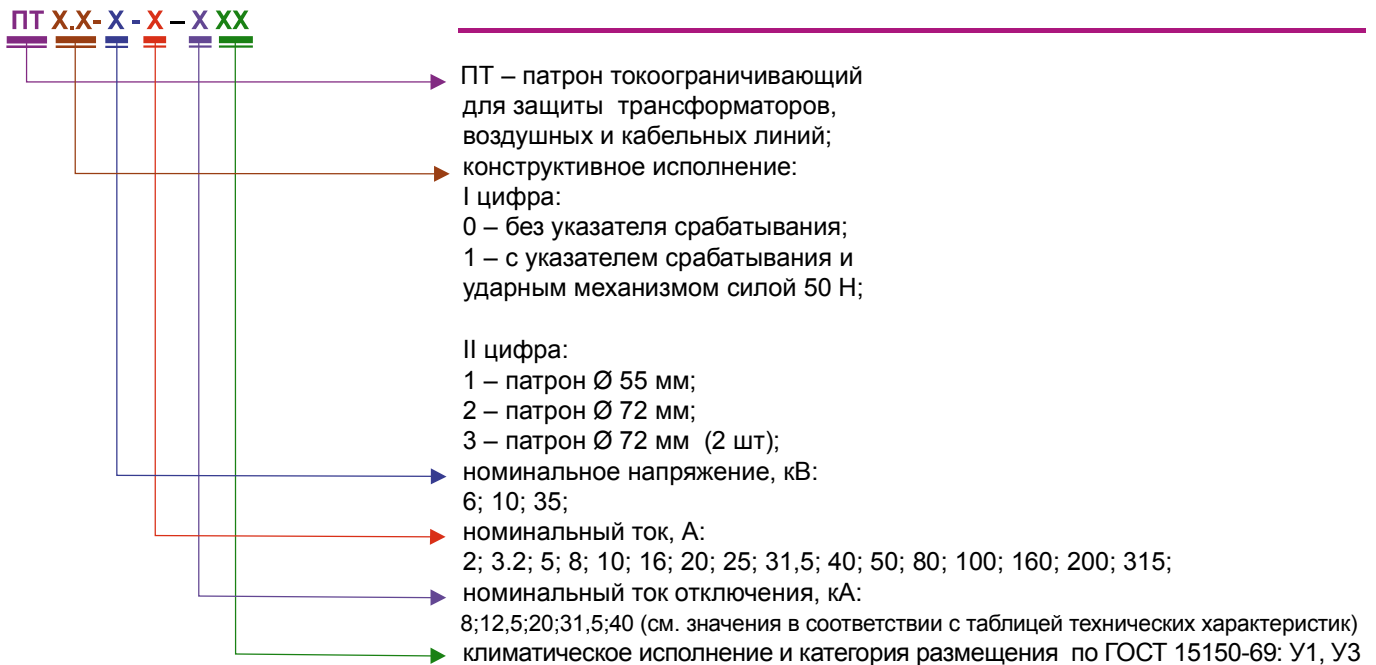 ПТ Х.Х- Х - Х – Х ХХ
ПТ – патрон токоограничивающий
для защиты трансформаторов,
воздушных и кабельных линий;
конструктивное исполнение:
I цифра:
0 – без указателя срабатывания;
1 – с указателем срабатывания и
ударным механизмом силой 50 Н;
II цифра:
1 – патрон Ø 55 мм;
2 – патрон Ø 72 мм;
3 – патрон Ø 72 мм (2 шт);
номинальное напряжение, кВ:
6; 10; 35;
номинальный ток, А:
2; 3.2; 5; 8; 10; 16; 20; 25; 31,5; 40; 50; 80; 100; 160; 200; 315;
номинальный ток отключения, кА:
8;12,5;20;31,5;40 (см. значения в соответствии с таблицей технических характеристик)
климатическое исполнение и категория размещения по ГОСТ 15150-69: У1, У3